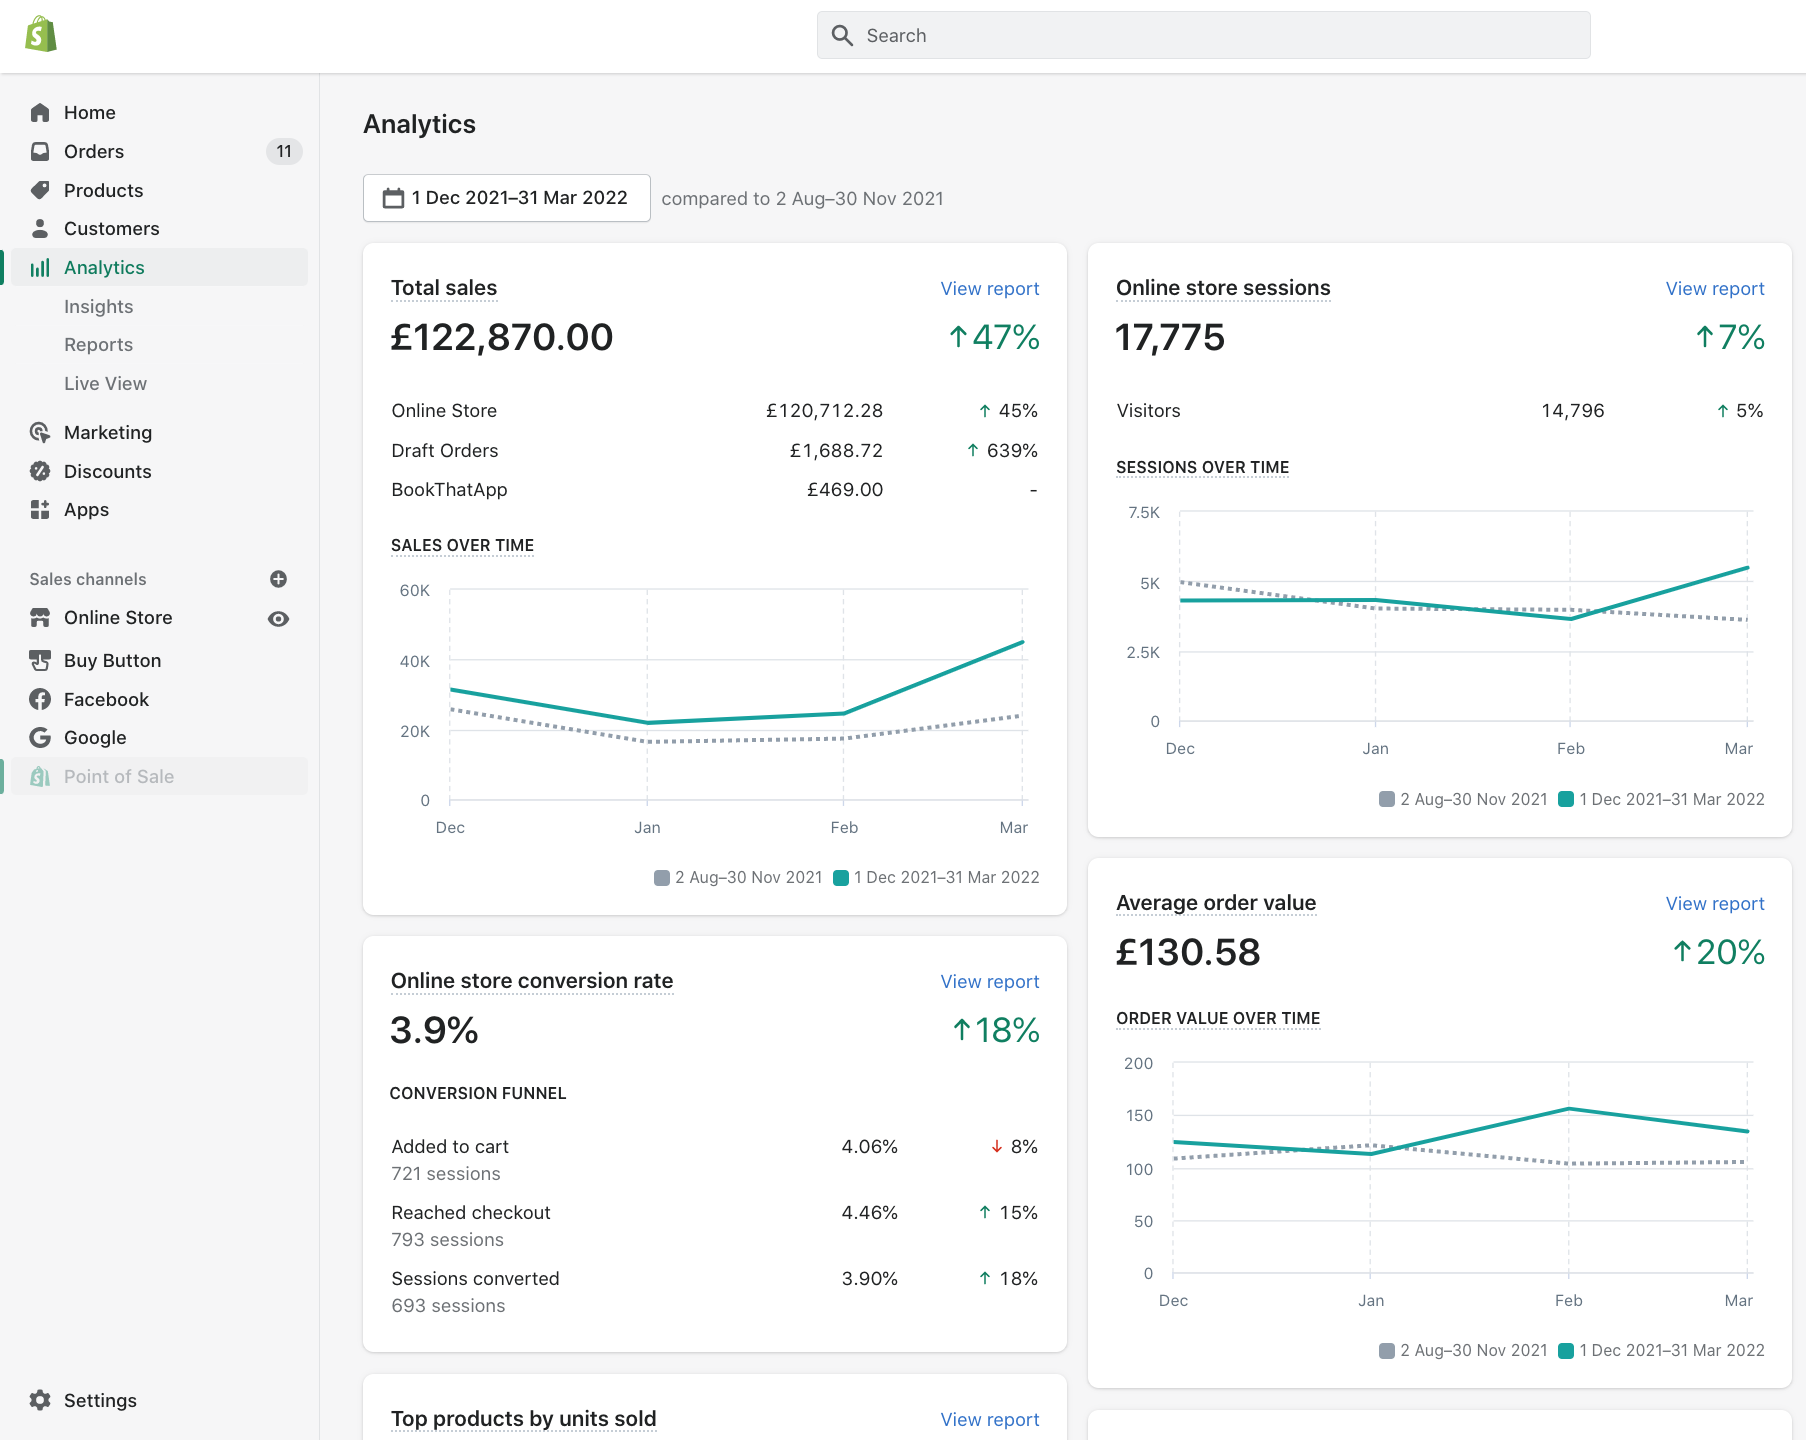 S
Search
Home
Orders
11
Products
Customers
Analytics
Insights
Reports
Live View
Marketing
Discounts
Apps
Sales channels
Online Store
Buy Button
Facebook
Google
Point of Sale
Settings
Analytics
1 Dec 2021–31 Mar 2022 compared to 2 Aug–30 Nov 2021
Total sales View report
£122,870.00 ↑47%
Online Store £120,712.28 ↑ 45%
Draft Orders £1,688.72 ↑ 639%
BookThatApp £469.00 -
SALES OVER TIME
60K
40K
20K
0
Dec Jan Feb Mar
2 Aug–30 Nov 2021 1 Dec 2021–31 Mar 2022
Online store conversion rate View report
3.9% ↑18%
CONVERSION FUNNEL
Added to cart 4.06% ↓ 8%
721 sessions
Reached checkout 4.46% ↑ 15%
793 sessions
Sessions converted 3.90% ↑ 18%
693 sessions
Top products by units sold View report
Online store sessions View report
17,775 ↑7%
Visitors 14,796 ↑ 5%
SESSIONS OVER TIME
7.5K
5K
2.5K
0
Dec Jan Feb Mar
2 Aug–30 Nov 2021 1 Dec 2021–31 Mar 2022
Average order value View report
£130.58 ↑20%
ORDER VALUE OVER TIME
200
150
100
50
0
Dec Jan Feb Mar
2 Aug–30 Nov 2021 1 Dec 2021–31 Mar 2022